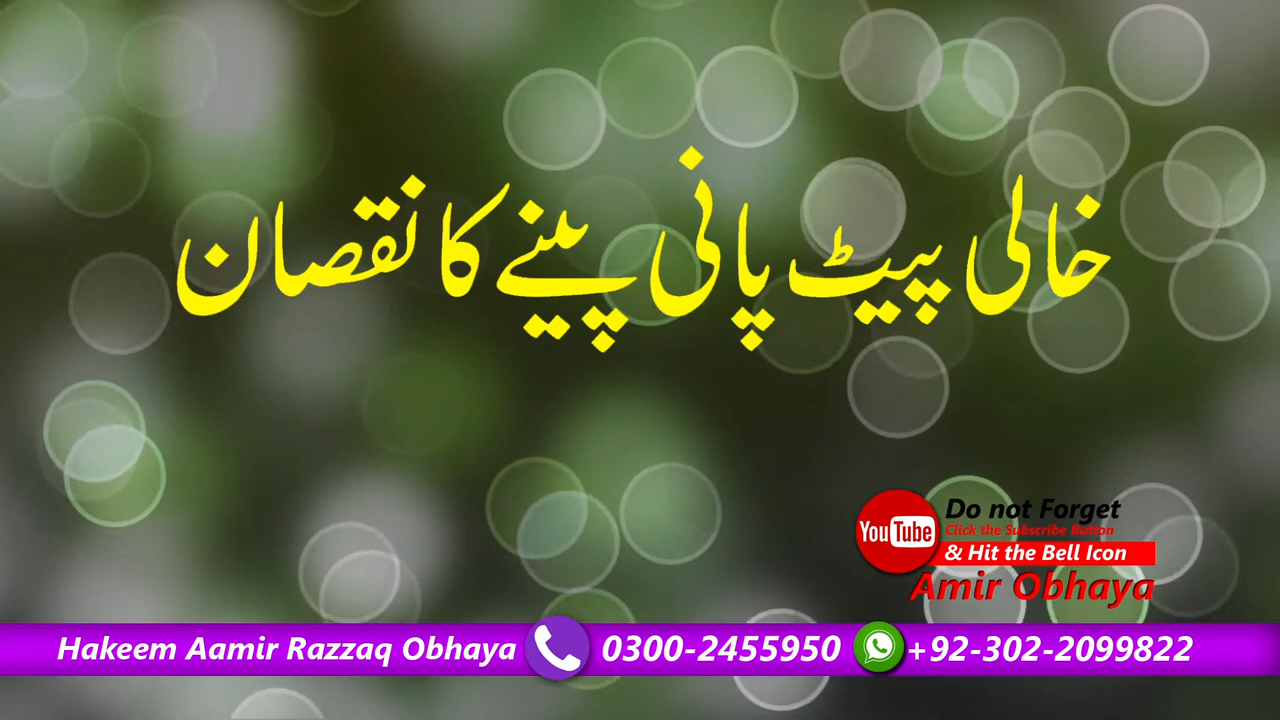 خالی پیٹ پانی پینے کا نقصان
YouTube
Do not Forget
Click the Subscribe Button
& Hit the Bell Icon
Amir Obhaya
Hakeem Aamir Razzaq Obhaya 0300-2455950 +92-302-2099822